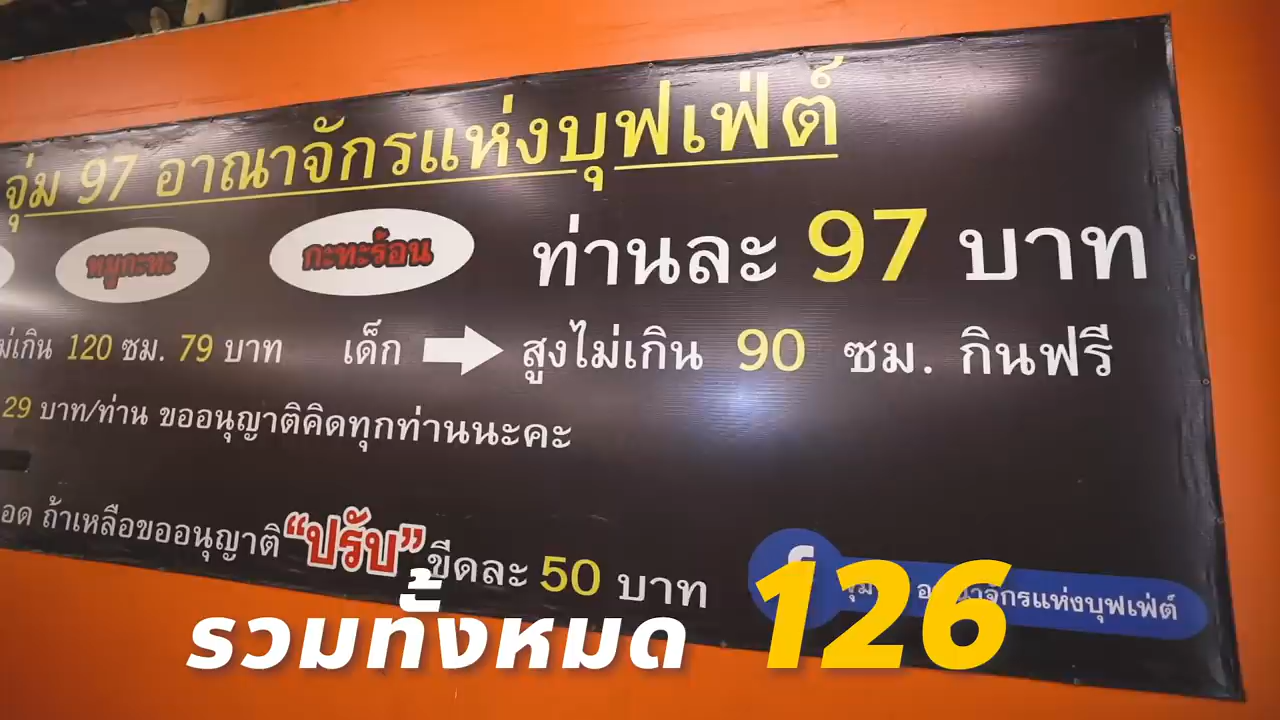 จุ่ม 97 อาณาจักรแห่งบุฟเฟ่ต์
หมูกะทะ กะทะร้อน ท่านละ 97 บาท
ไม่เกิน 120 ซม. 79 บาท เด็ก สูงไม่เกิน 90 ซม. กินฟรี
29 บาท/ท่าน ขออนุญาติคิดทุกท่านนะคะ
ถ้าเหลือขออนุญาติ “ปรับ” ขีดละ 50 บาท
อาณาจักรแห่งบุฟเฟ่ต์
รวมทั้งหมด 126